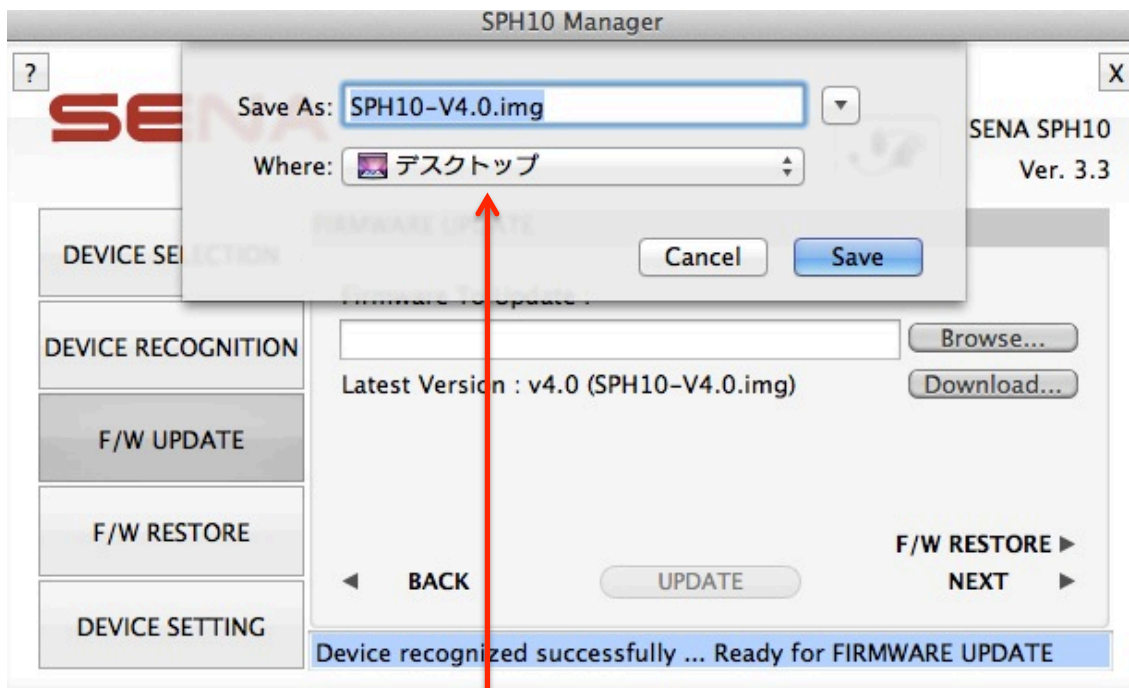 SPH10 Manager
?
X
SENA
Save As: SPH10-V4.0.img
SENA SPH10
Where: デスクトップ
Ver. 3.3
FIRMWARE UPDATE
Cancel
Save
DEVICE SELECTION
Firmware To Update :
DEVICE RECOGNITION
Browse...
Latest Version : v4.0 (SPH10-V4.0.img)
Download...
F/W UPDATE
F/W RESTORE
F/W RESTORE ▶
◀ BACK
UPDATE
NEXT ▶
DEVICE SETTING
Device recognized successfully ... Ready for FIRMWARE UPDATE